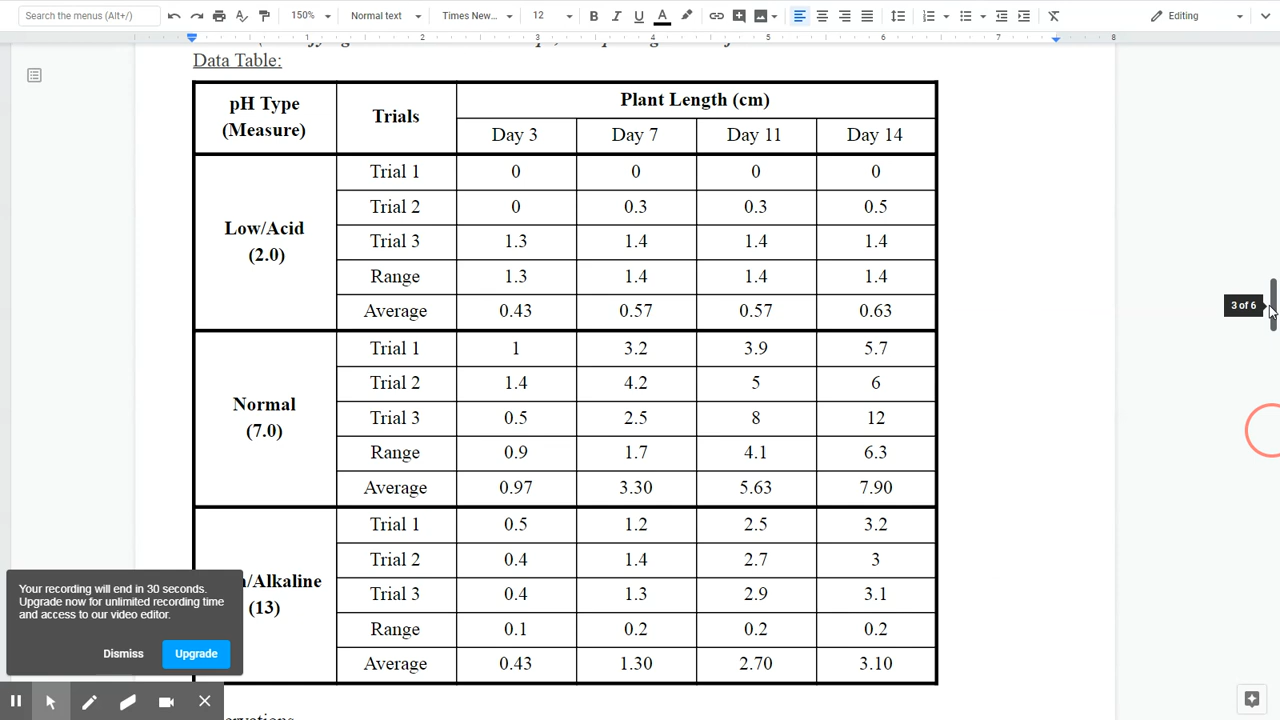 Search the menus (Alt+/)
150%
Normal text
Times New...
12
B I U A
Editing
1 2 3 4 5 6 7 8
Data Table:
pH Type (Measure) Trials Plant Length (cm)
Day 3 Day 7 Day 11 Day 14
Low/Acid (2.0)
Trial 1 0 0 0 0
Trial 2 0 0.3 0.3 0.5
Trial 3 1.3 1.4 1.4 1.4
Range 1.3 1.4 1.4 1.4
Average 0.43 0.57 0.57 0.63
Normal (7.0)
Trial 1 1 3.2 3.9 5.7
Trial 2 1.4 4.2 5 6
Trial 3 0.5 2.5 8 12
Range 0.9 1.7 4.1 6.3
Average 0.97 3.30 5.63 7.90
/Alkaline (13)
Trial 1 0.5 1.2 2.5 3.2
Trial 2 0.4 1.4 2.7 3
Trial 3 0.4 1.3 2.9 3.1
Range 0.1 0.2 0.2 0.2
Average 0.43 1.30 2.70 3.10
3 of 6
Your recording will end in 30 seconds.
Upgrade now for unlimited recording time
and access to our video editor.
Dismiss Upgrade